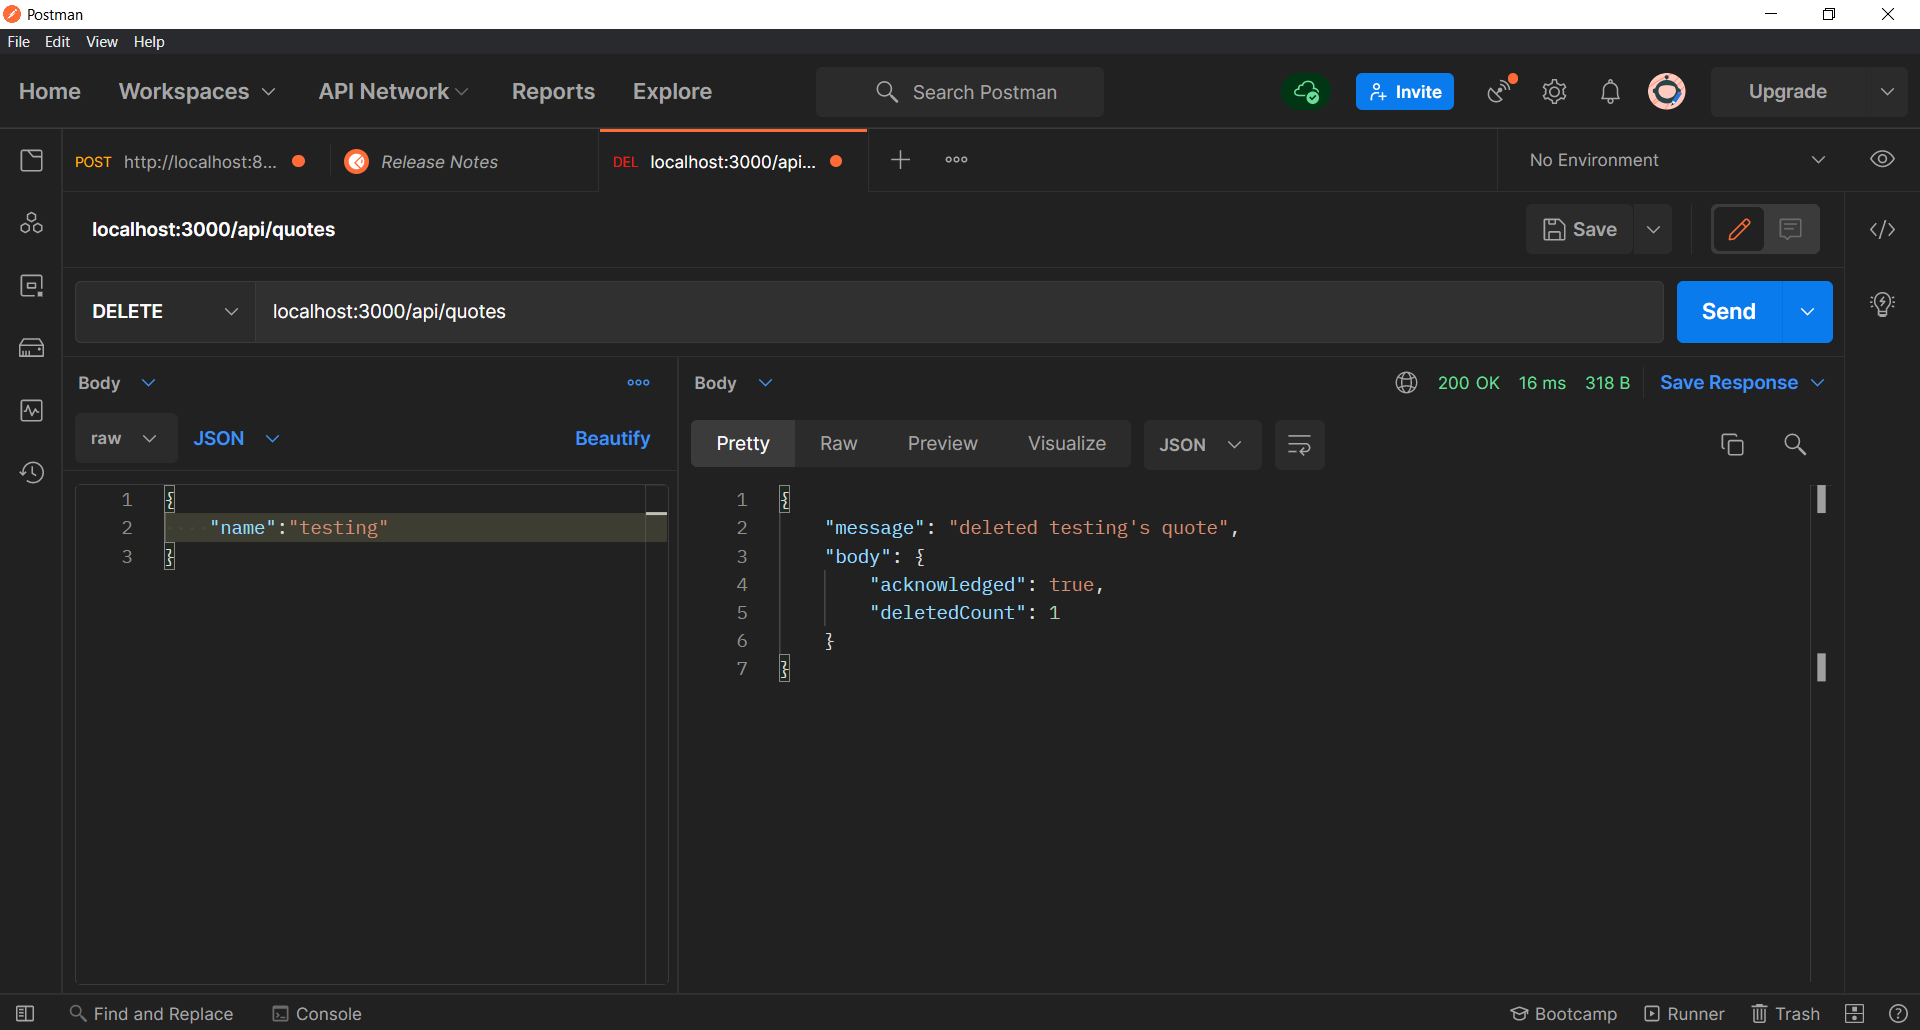 Postman
File Edit View Help
Home Workspaces API Network Reports Explore Search Postman Invite Upgrade
POST http://localhost:8... Release Notes DEL localhost:3000/api... No Environment
localhost:3000/api/quotes Save
DELETE localhost:3000/api/quotes Send
Body Body 200 OK 16 ms 318 B Save Response
raw JSON Beautify Pretty Raw Preview Visualize JSON
1 {
2 "name":"testing"
3 }
1 {
2 "message": "deleted testing's quote",
3 "body": {
4 "acknowledged": true,
5 "deletedCount": 1
6 }
7 }
Find and Replace Console Bootcamp Runner Trash